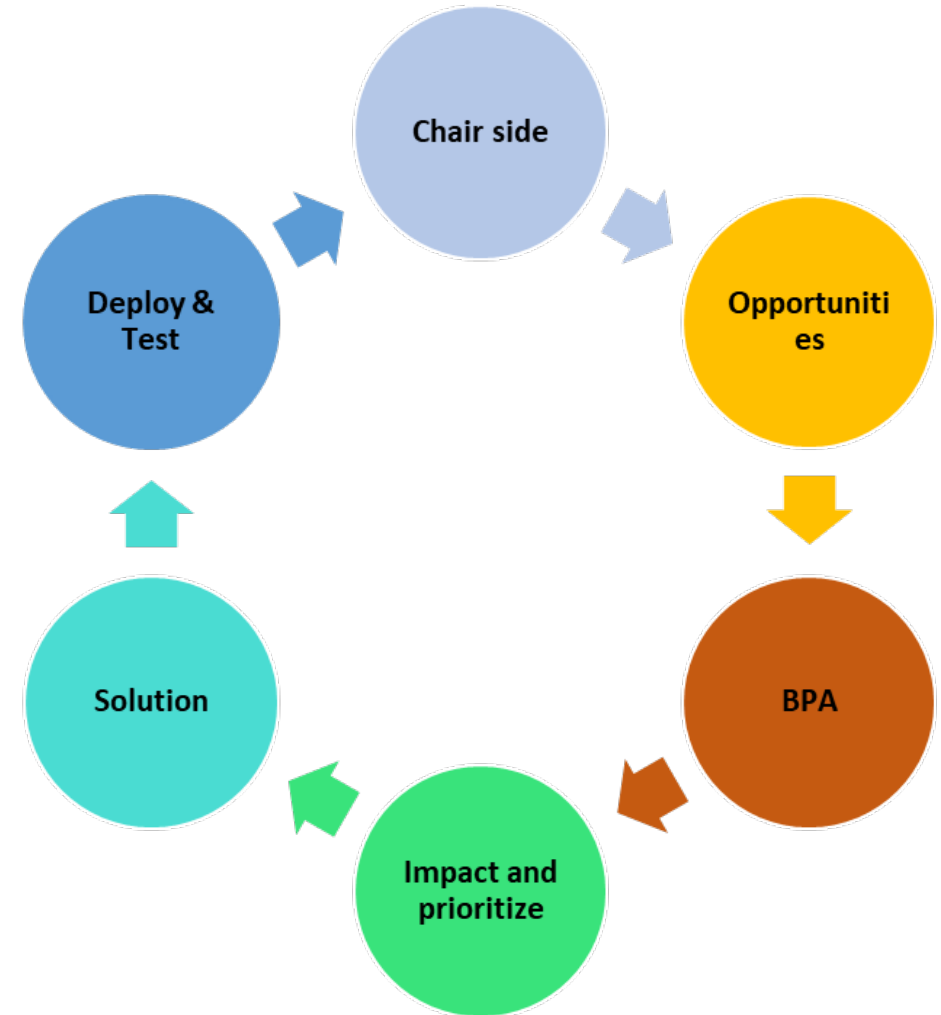 Chair side
Opportuniti
es
BPA
Impact and
prioritize
Solution
Deploy &
Test